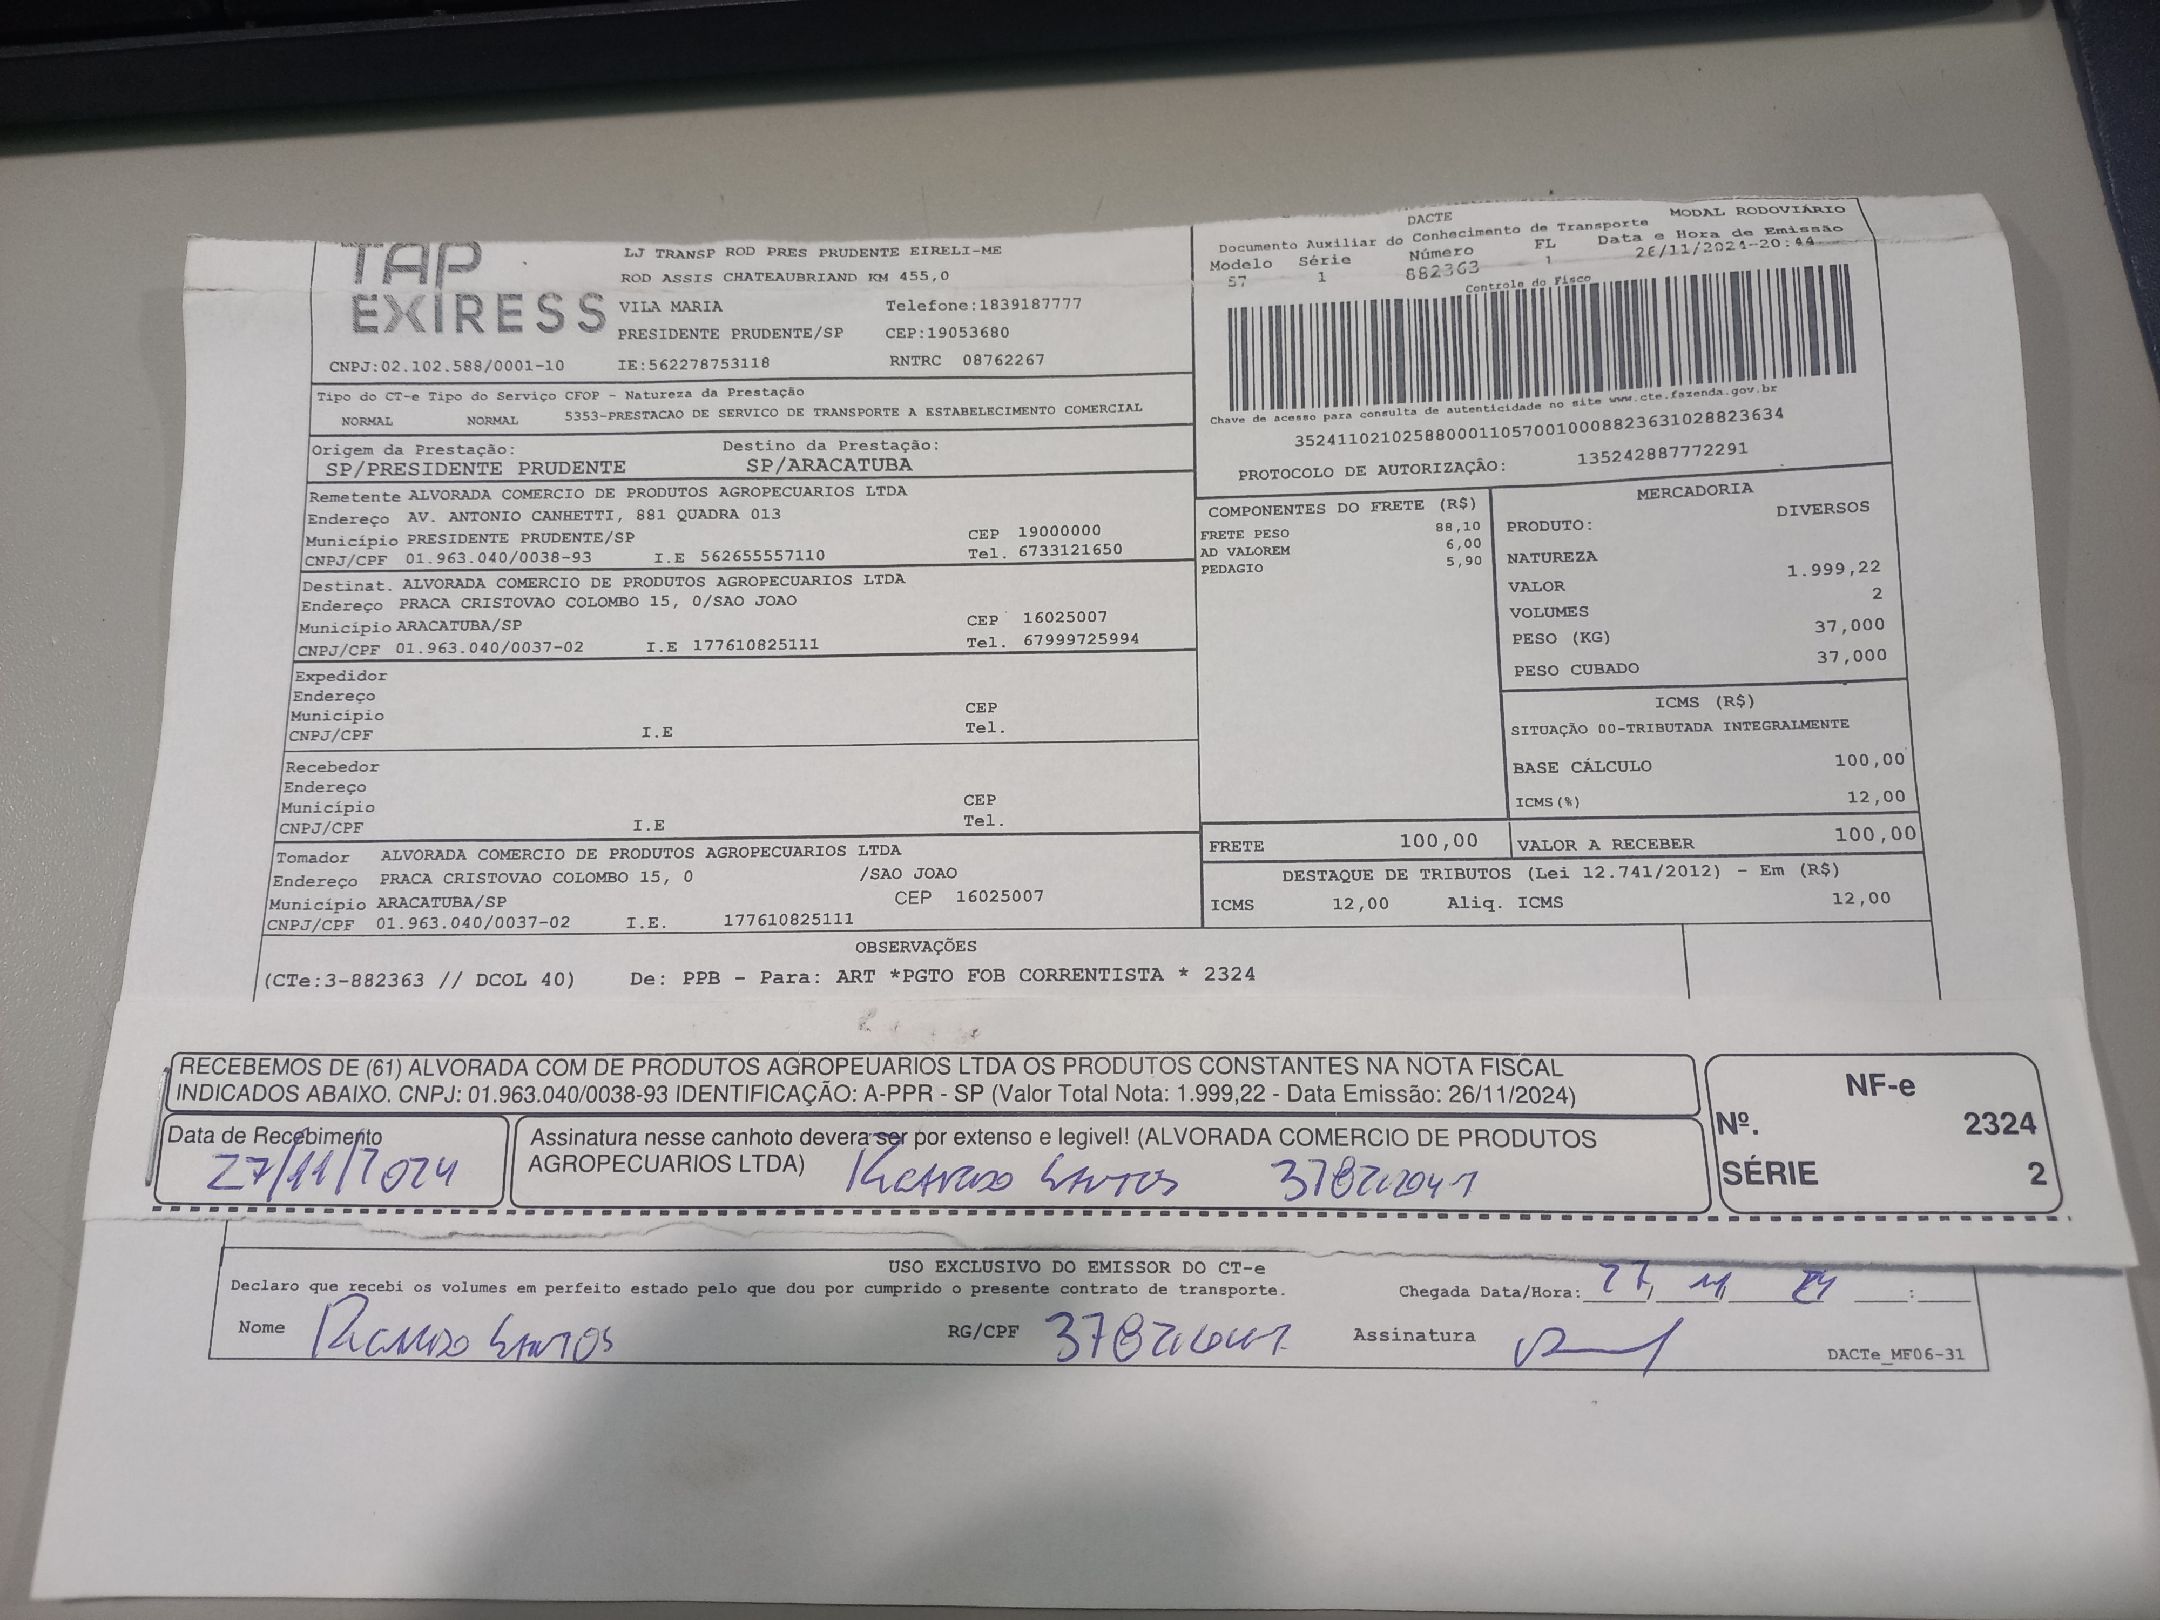 TAP
EXIRESS
LJ TRANSP ROD PRES PRUDENTE EIRELI-ME
ROD ASSIS CHATEAUBRIAND KM 455,0
VILA MARIA Telefone:1839187777
PRESIDENTE PRUDENTE/SP CEP:19053680
CNPJ:02.102.588/0001-10 IE:562278753118 RNTRC 08762267
DACTE MODAL RODOVIÁRIO
Documento Auxiliar do Conhecimento de Transporte
Modelo Série Número FL Data e Hora de Emissão
57 1 882363 1 26/11/2024-20:44
Controle do Fisco
Chave de acesso para consulta de autenticidade no site www.cte.fazenda.gov.br
35241102102588000110570010008823631028823634
PROTOCOLO DE AUTORIZAÇÃO: 135242887772291
Tipo do CT-e Tipo do Serviço CFOP - Natureza da Prestação
NORMAL NORMAL 5353-PRESTACAO DE SERVICO DE TRANSPORTE A ESTABELECIMENTO COMERCIAL
Origem da Prestação: Destino da Prestação:
SP/PRESIDENTE PRUDENTE SP/ARACATUBA
Remetente ALVORADA COMERCIO DE PRODUTOS AGROPECUARIOS LTDA
Endereço AV. ANTONIO CANHETTI, 881 QUADRA 013
Município PRESIDENTE PRUDENTE/SP CEP 19000000
CNPJ/CPF 01.963.040/0038-93 I.E 562655557110 Tel. 6733121650
Destinat. ALVORADA COMERCIO DE PRODUTOS AGROPECUARIOS LTDA
Endereço PRACA CRISTOVAO COLOMBO 15, 0/SAO JOAO
Município ARACATUBA/SP CEP 16025007
CNPJ/CPF 01.963.040/0037-02 I.E 177610825111 Tel. 67999725994
Expedidor
Endereço
Município CEP
CNPJ/CPF I.E Tel.
Recebedor
Endereço
Município CEP
CNPJ/CPF I.E Tel.
Tomador ALVORADA COMERCIO DE PRODUTOS AGROPECUARIOS LTDA
Endereço PRACA CRISTOVAO COLOMBO 15, 0 /SAO JOAO
Município ARACATUBA/SP CEP 16025007
CNPJ/CPF 01.963.040/0037-02 I.E. 177610825111
COMPONENTES DO FRETE (R$)
FRETE PESO 88,10
AD VALOREM 6,00
PEDAGIO 5,90
MERCADORIA
PRODUTO: DIVERSOS
NATUREZA
VALOR 1.999,22
VOLUMES 2
PESO (KG) 37,000
PESO CUBADO 37,000
ICMS (R$)
SITUAÇÃO 00-TRIBUTADA INTEGRALMENTE
BASE CÁLCULO 100,00
ICMS(%) 12,00
FRETE 100,00 VALOR A RECEBER 100,00
DESTAQUE DE TRIBUTOS (Lei 12.741/2012) - Em (R$)
ICMS 12,00 Aliq. ICMS 12,00
OBSERVAÇÕES
(CTe:3-882363 // DCOL 40) De: PPB - Para: ART *PGTO FOB CORRENTISTA * 2324
RECEBEMOS DE (61) ALVORADA COM DE PRODUTOS AGROPEUARIOS LTDA OS PRODUTOS CONSTANTES NA NOTA FISCAL
INDICADOS ABAIXO. CNPJ: 01.963.040/0038-93 IDENTIFICAÇÃO: A-PPR - SP (Valor Total Nota: 1.999,22 - Data Emissão: 26/11/2024)
Data de Recebimento
27/11/2024
Assinatura nesse canhoto devera ser por extenso e legivel! (ALVORADA COMERCIO DE PRODUTOS
AGROPECUARIOS LTDA) Ricardo Santos
NF-e
Nº. 2324
SÉRIE 2
USO EXCLUSIVO DO EMISSOR DO CT-e
Declaro que recebi os volumes em perfeito estado pelo que dou por cumprido o presente contrato de transporte. Chegada Data/Hora: 27 11 24 :
Nome Ricardo Santos RG/CPF Assinatura
DACTe_MF06-31